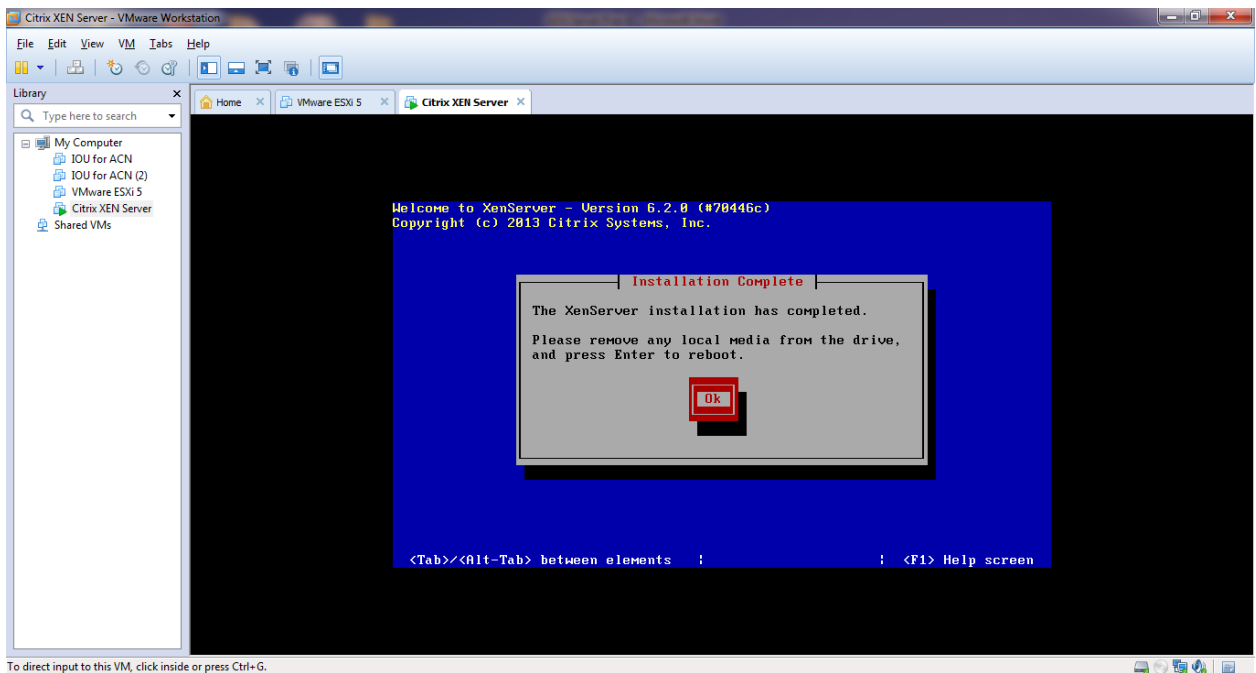 Citrix XEN Server - VMware Workstation
File Edit View VM Tabs Help
Library
Type here to search
My Computer
IOU for ACN
IOU for ACN (2)
VMware ESXi 5
Citrix XEN Server
Shared VMs
Home VMware ESXi 5 Citrix XEN Server
Welcome to XenServer - Version 6.2.0 (#70446c)
Copyright (c) 2013 Citrix Systems, Inc.
Installation Complete
The XenServer installation has completed.
Please remove any local media from the drive,
and press Enter to reboot.
Ok
<Tab>/<Alt-Tab> between elements | | <F1> Help screen
To direct input to this VM, click inside or press Ctrl+G.